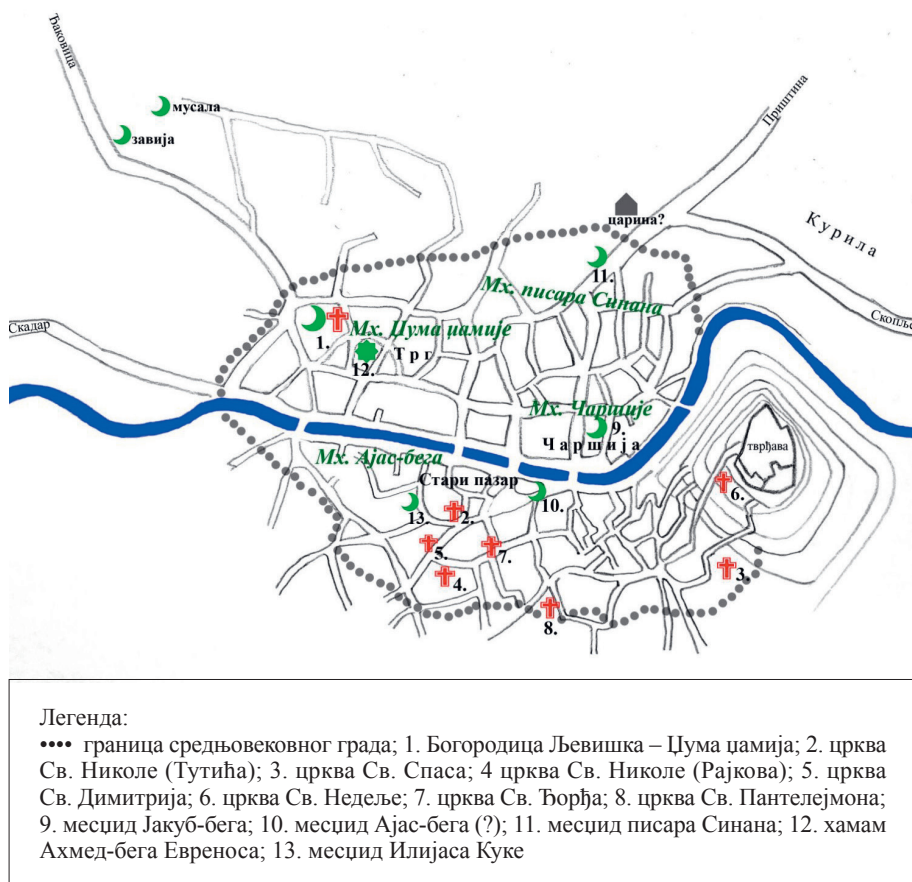 Ђаковица
мусала
завија
Приштина
царина?
Курила
11.
Мх. писара Синана
Скопље
Скадар
1.
Мх. Џума џамије
Трг
12.
Мх. Чаршије
9.
Чаршија
тврђава
Мх. Ајас-бега
Стари пазар
6.
13.
2.
10.
5.
7.
4.
3.
8.
Легенда:
•••• граница средњовековног града; 1. Богородица Љевишка – Џума џамија; 2. црква
Св. Николе (Тутића); 3. црква Св. Спаса; 4 црква Св. Николе (Рајкова); 5. црква
Св. Димитрија; 6. црква Св. Недеље; 7. црква Св. Ђорђа; 8. црква Св. Пантелејмона;
9. месџид Јакуб-бега; 10. месџид Ајас-бега (?); 11. месџид писара Синана; 12. хамам
Ахмед-бега Евреноса; 13. месџид Илијаса Куке